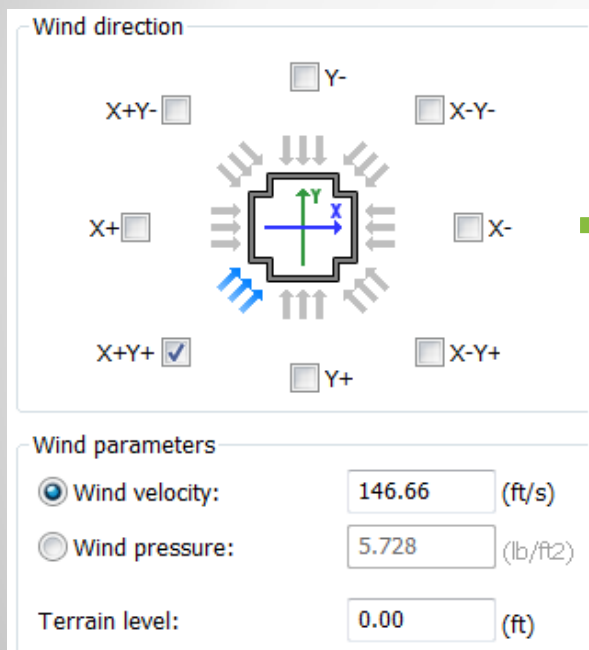 Wind direction
Y-
X+Y-
X-Y-
Y
X
X+
X-
X+Y+
X-Y+
Y+
Wind parameters
Wind velocity: 146.66 (ft/s)
Wind pressure: 5.728 (lb/ft2)
Terrain level: 0.00 (ft)